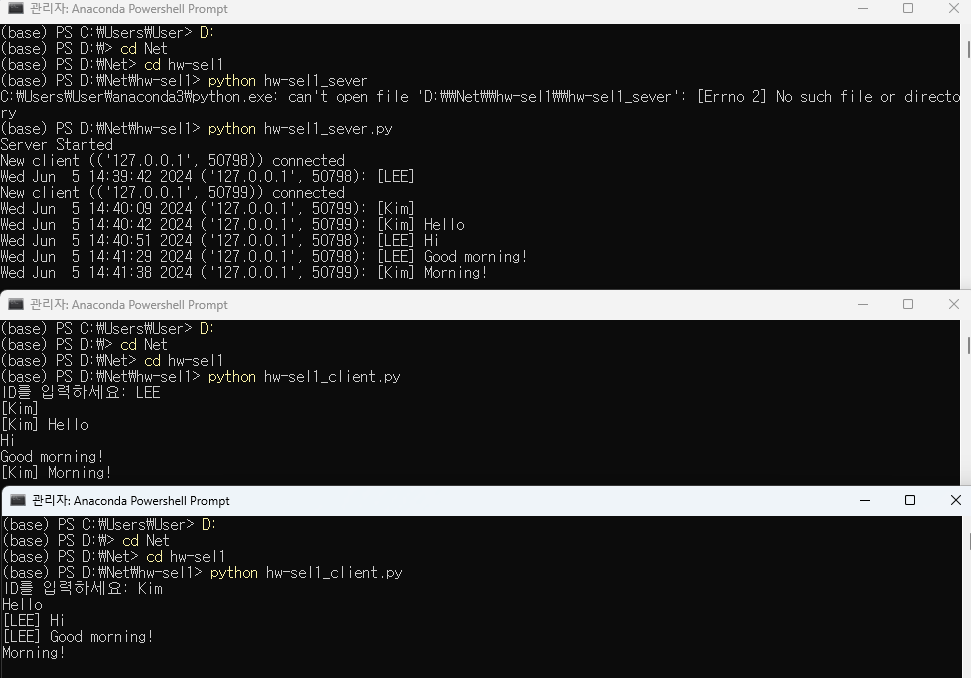 관리자: Anaconda Powershell Prompt
(base) PS C:₩Users₩User> D:
(base) PS D:₩> cd Net
(base) PS D:₩Net> cd hw-sel1
(base) PS D:₩Net₩hw-sel1> python hw-sel1_sever
C:₩Users₩User₩anaconda3₩python.exe: can't open file 'D:₩₩Net₩₩hw-sel1₩₩hw-sel1_sever': [Errno 2] No such file or directo
ry
(base) PS D:₩Net₩hw-sel1> python hw-sel1_sever.py
Server Started
New client (('127.0.0.1', 50798)) connected
Wed Jun  5 14:39:42 2024 ('127.0.0.1', 50798): [LEE]
New client (('127.0.0.1', 50799)) connected
Wed Jun  5 14:40:09 2024 ('127.0.0.1', 50799): [Kim]
Wed Jun  5 14:40:42 2024 ('127.0.0.1', 50799): [Kim] Hello
Wed Jun  5 14:40:51 2024 ('127.0.0.1', 50798): [LEE] Hi
Wed Jun  5 14:41:29 2024 ('127.0.0.1', 50798): [LEE] Good morning!
Wed Jun  5 14:41:38 2024 ('127.0.0.1', 50799): [Kim] Morning!
관리자: Anaconda Powershell Prompt
(base) PS C:₩Users₩User> D:
(base) PS D:₩> cd Net
(base) PS D:₩Net> cd hw-sel1
(base) PS D:₩Net₩hw-sel1> python hw-sel1_client.py
ID를 입력하세요: LEE
[Kim]
[Kim] Hello
Hi
Good morning!
[Kim] Morning!
관리자: Anaconda Powershell Prompt
(base) PS C:₩Users₩User> D:
(base) PS D:₩> cd Net
(base) PS D:₩Net> cd hw-sel1
(base) PS D:₩Net₩hw-sel1> python hw-sel1_client.py
ID를 입력하세요: Kim
Hello
[LEE] Hi
[LEE] Good morning!
Morning!